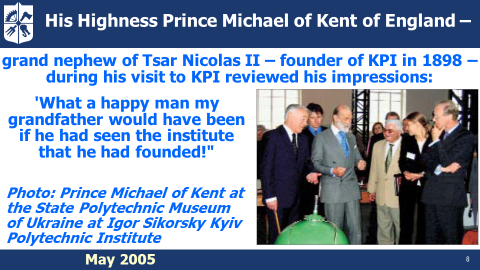 His Highness Prince Michael of Kent of England –
grand nephew of Tsar Nicolas II – founder of KPI in 1898 –
during his visit to KPI reviewed his impressions:
'What a happy man my
grandfather would have been
if he had seen the institute
that he had founded!"
Photo: Prince Michael of Kent at
the State Polytechnic Museum
of Ukraine at Igor Sikorsky Kyiv
Polytechnic Institute
May 2005
8